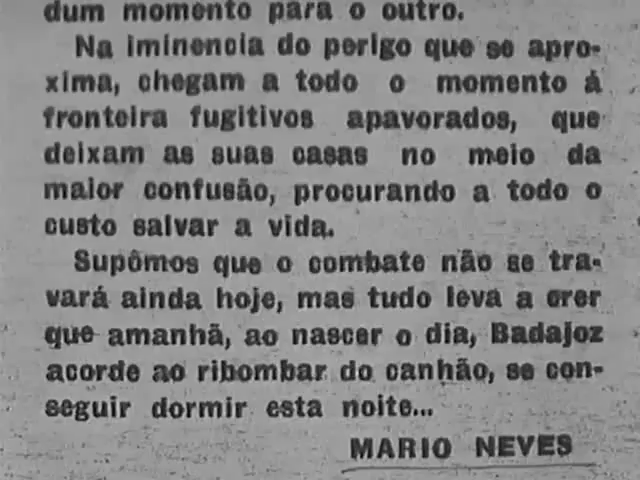 dum momento para o outro.
Na iminencia do perigo que se apro-
xima, chegam a todo o momento á
fronteira fugitivos apavorados, que
deixam as suas casas no meio da
maior confusão, procurando a todo o
custo salvar a vida.
Supômos que o combate não se tra-
vará ainda hoje, mas tudo leva a crer
que amanhã, ao nascer o dia, Badajoz
acorde ao ribombar do canhão, se con-
seguir dormir esta noite...
MARIO NEVES